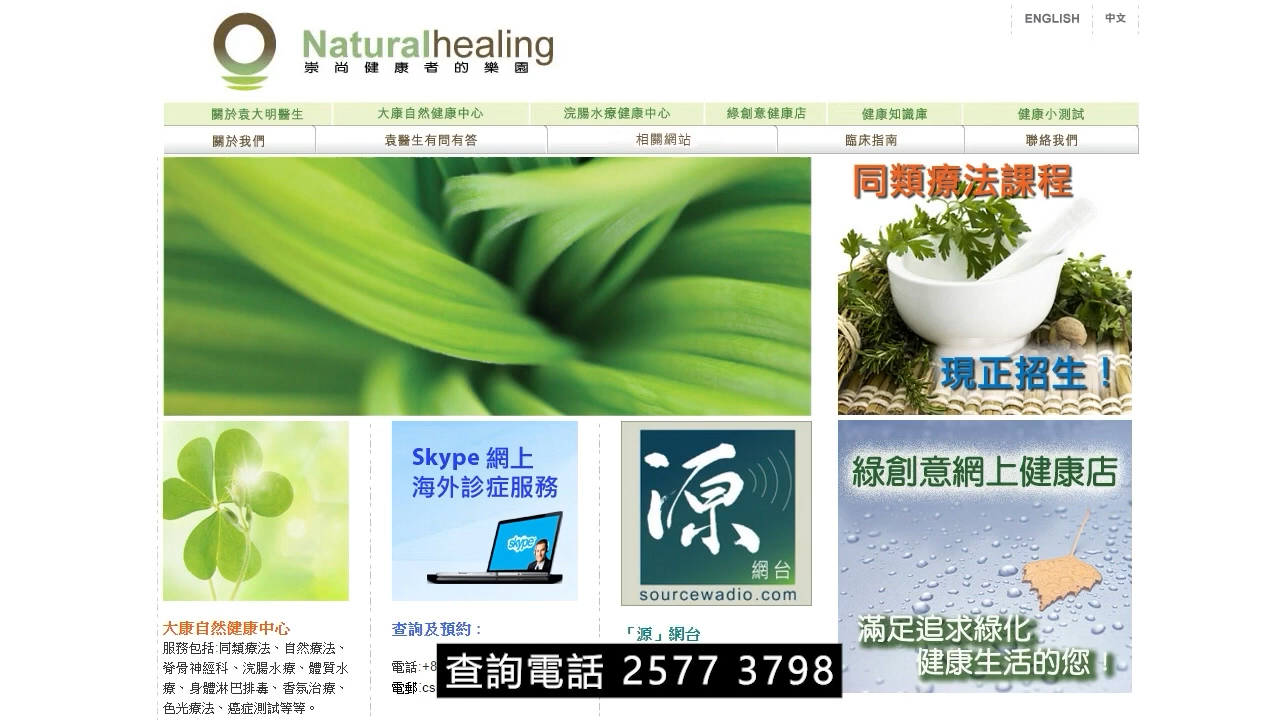 ENGLISH
中文
Naturalhealing
崇尚健康者的樂園
關於袁大明醫生
大康自然健康中心
浣腸水療健康中心
綠創意健康店
健康知識庫
健康小測試
關於我們
袁醫生有問有答
相關網站
臨床指南
聯絡我們
同類療法課程
現正招生！
Skype 網上
海外診症服務
skype
源
網台
sourcewadio.com
綠創意網上健康店
滿足追求綠化
健康生活的您！
大康自然健康中心
服務包括:同類療法、自然療法、
脊骨神經科、浣腸水療、體質水
療、身體淋巴排毒、香氛治療、
色光療法、癌症測試等等。
查詢及預約：
電話:+8
電郵:cs
「源」網台
查詢電話 2577 3798